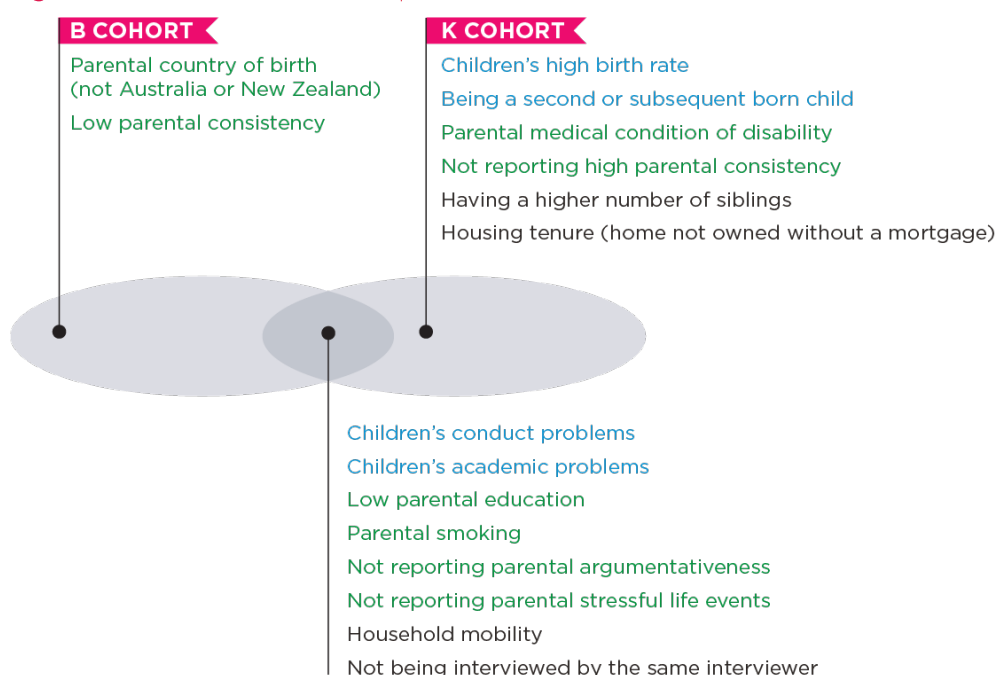 B COHORT
Parental country of birth
(not Australia or New Zealand)
Low parental consistency
K COHORT
Children's high birth rate
Being a second or subsequent born child
Parental medical condition of disability
Not reporting high parental consistency
Having a higher number of siblings
Housing tenure (home not owned without a mortgage)
Children's conduct problems
Children's academic problems
Low parental education
Parental smoking
Not reporting parental argumentativeness
Not reporting parental stressful life events
Household mobility
Not being interviewed by the same interviewer